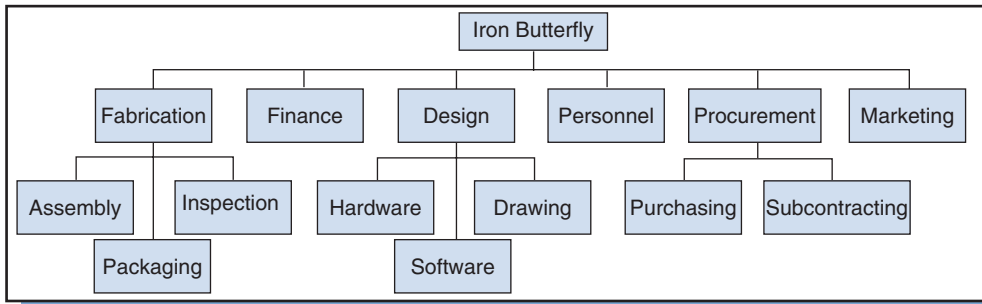 Iron Butterfly
Fabrication
Finance
Design
Personnel
Procurement
Marketing
Assembly
Inspection
Hardware
Drawing
Purchasing
Subcontracting
Packaging
Software